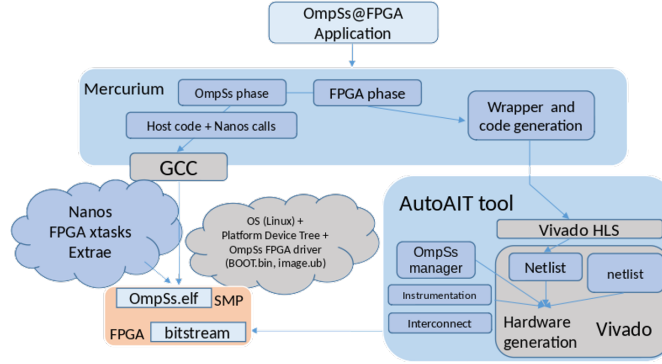 OmpSs@FPGA
Application
Mercurium
OmpSs phase
FPGA phase
Host code + Nanos calls
Wrapper and
code generation
GCC
Nanos
FPGA xtasks
Extrae
OS (Linux) +
Platform Device Tree +
OmpSs FPGA driver
(BOOT.bin, image.ub)
AutoAIT tool
Vivado HLS
OmpSs
manager
Netlist
netlist
Instrumentation
Interconnect
Hardware
generation
Vivado
OmpSs.elf
SMP
FPGA
bitstream